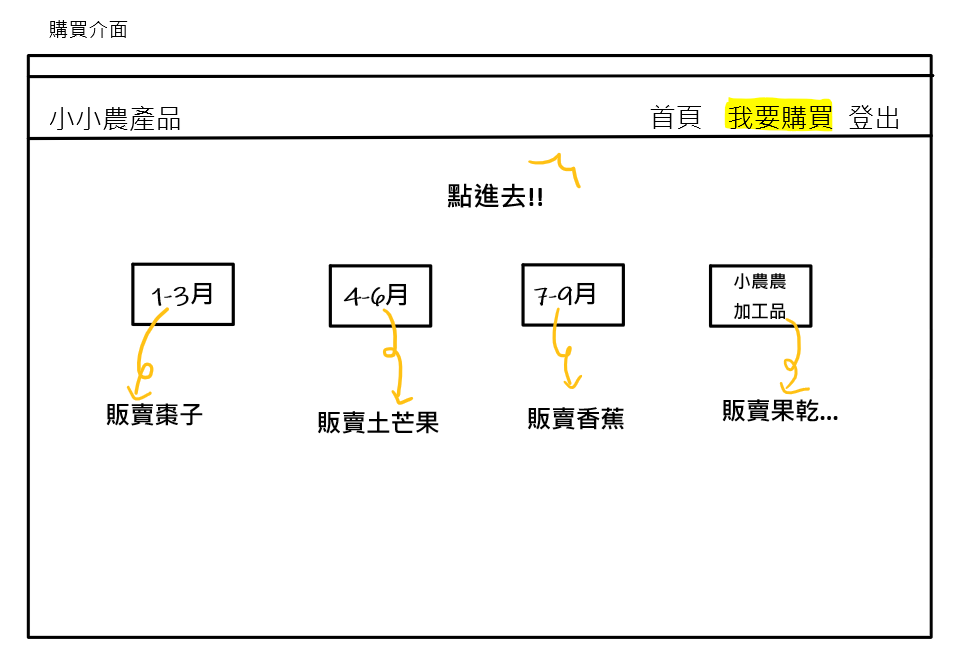 購買介面
小小農產品
首頁 我要購買 登出
點進去!!
1-3月
4-6月
7-9月
小農農
加工品
販賣棗子
販賣土芒果
販賣香蕉
販賣果乾...